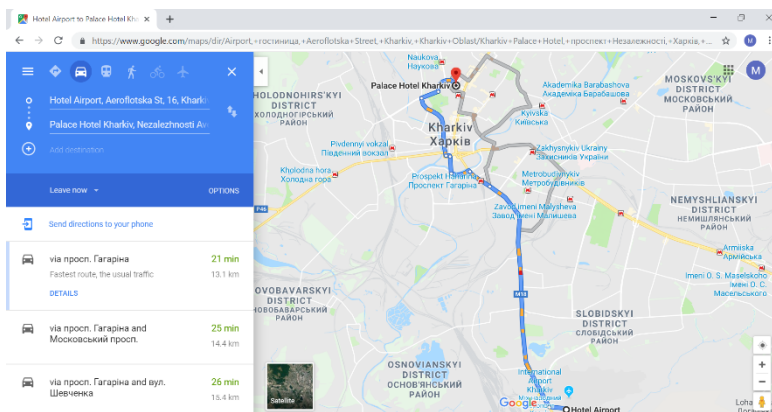 Hotel Airport to Palace Hotel Kha
https://www.google.com/maps/dir/Airport,+гостиница,+Aeroflotska+Street,+Kharkiv,+Kharkiv+Oblast/Kharkiv+Palace+Hotel,+проспект+Незалежності,+Харків,+...
M
Hotel Airport, Aeroflotska St, 16, Kharki
Palace Hotel Kharkiv, Nezalezhnosti Av
Add destination
Leave now
OPTIONS
Send directions to your phone
via просп. Гагаріна
21 min
Fastest route, the usual traffic
13.1 km
DETAILS
via просп. Гагаріна and
Московський просп.
25 min
14.4 km
via просп. Гагаріна and вул.
Шевченка
26 min
15.4 km
Naukova
Наукова
Palace Hotel Kharkiv
HOLODNOHIRS'KYI
DISTRICT
ХОЛОДНОГІРСЬКИЙ
РАЙОН
Akademika Barabashova
Академіка Барабашова
MOSKOVS'KYI
DISTRICT
МОСКОВСЬКИЙ
РАЙОН
M
Kyivska
Київська
Kharkiv
Харків
Pivdennyi vokzal
Південний вокзал
Zakhysnykiv Ukrainy
Захисників України
Kholodna hora
Холодна гора
Prospekt Haharina
Проспект Гагаріна
Metrobudivnykiv
Метробудівників
Zavod imeni Malysheva
Завод імені Малишева
NEMYSHLIANSKYI
DISTRICT
НЕМИШЛЯНСЬКИЙ
РАЙОН
Armiiska
Армійська
Imeni O. S. Maselskoho
Імені О. С.
Масельського
OVOBAVARSKYI
DISTRICT
НОВОБАВАРСЬКИЙ
РАЙОН
M18
SLOBIDSKYI
DISTRICT
СЛОБІДСЬКИЙ
РАЙОН
OSNOVIANSKYI
DISTRICT
ОСНОВ'ЯНСЬКИЙ
РАЙОН
International
Airport
Kharkiv
Міжнародний
Satellite
Google
Hotel Airport
Loha